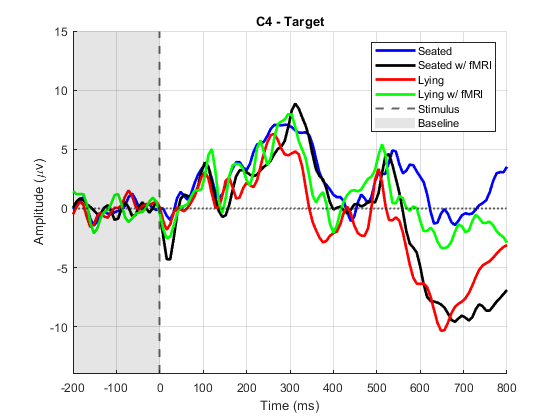 C4 - Target
15
10
5
0
-5
-10
Amplitude (μv)
Seated
Seated w/ fMRI
Lying
Lying w/ fMRI
Stimulus
Baseline
-200 -100 0 100 200 300 400 500 600 700 800
Time (ms)